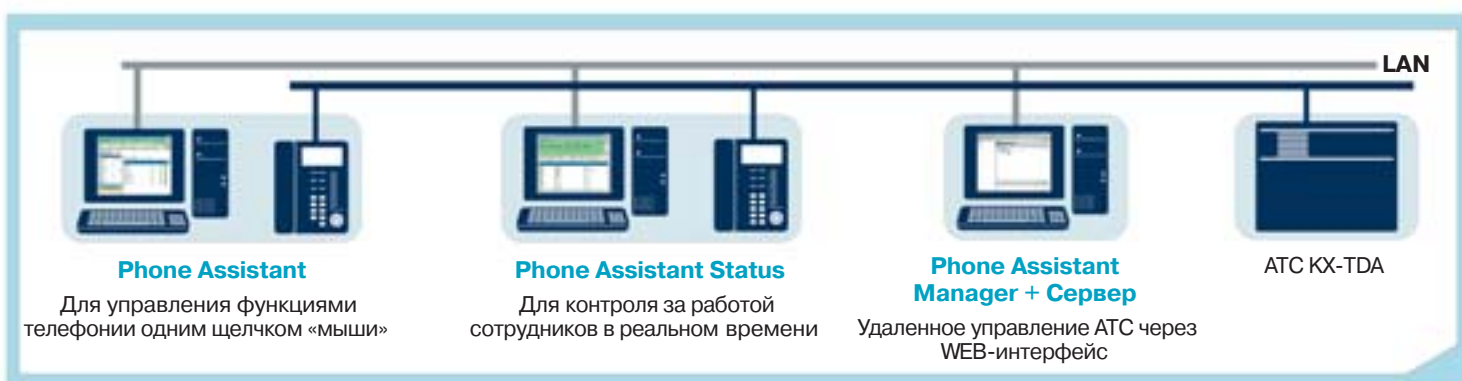 LAN
Phone Assistant
Для управления функциями
телефонии одним щелчком «мыши»
Phone Assistant Status
Для контроля за работой
сотрудников в реальном времени
Phone Assistant
Manager + Сервер
Удаленное управление АТС через
WEB-интерфейс
АТС KX-TDA